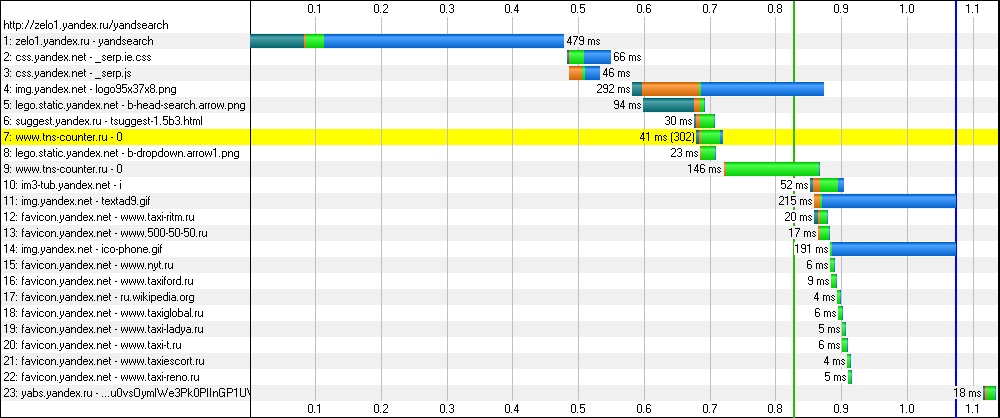 0.1 0.2 0.3 0.4 0.5 0.6 0.7 0.8 0.9 1.0 1.1
http://zelo1.yandex.ru/yandsearch
1: zelo1.yandex.ru - yandsearch 479 ms
2: css.yandex.net - _serp.ie.css 66 ms
3: css.yandex.net - _serp.js 46 ms
4: img.yandex.net - logo95x37x8.png 292 ms
5: lego.static.yandex.net - b-head-search.arrow.png 94 ms
6: suggest.yandex.ru - tsuggest-1.5b3.html 30 ms
7: www.tns-counter.ru - 0 41 ms (302)
8: lego.static.yandex.net - b-dropdown.arrow1.png 23 ms
9: www.tns-counter.ru - 0 146 ms
10: im3-tub.yandex.net - i 52 ms
11: img.yandex.net - textad9.gif 215 ms
12: favicon.yandex.net - www.taxi-ritm.ru 20 ms
13: favicon.yandex.net - www.500-50-50.ru 17 ms
14: img.yandex.net - ico-phone.gif 191 ms
15: favicon.yandex.net - www.nyt.ru 6 ms
16: favicon.yandex.net - www.taxiford.ru 9 ms
17: favicon.yandex.net - ru.wikipedia.org 4 ms
18: favicon.yandex.net - www.taxiglobal.ru 6 ms
19: favicon.yandex.net - www.taxi-ladya.ru 5 ms
20: favicon.yandex.net - www.taxi-t.ru 6 ms
21: favicon.yandex.net - www.taxiescort.ru 4 ms
22: favicon.yandex.net - www.taxi-reno.ru 5 ms
23: yabs.yandex.ru - 18 ms
0.1 0.2 0.3 0.4 0.5 0.6 0.7 0.8 0.9 1.0 1.1